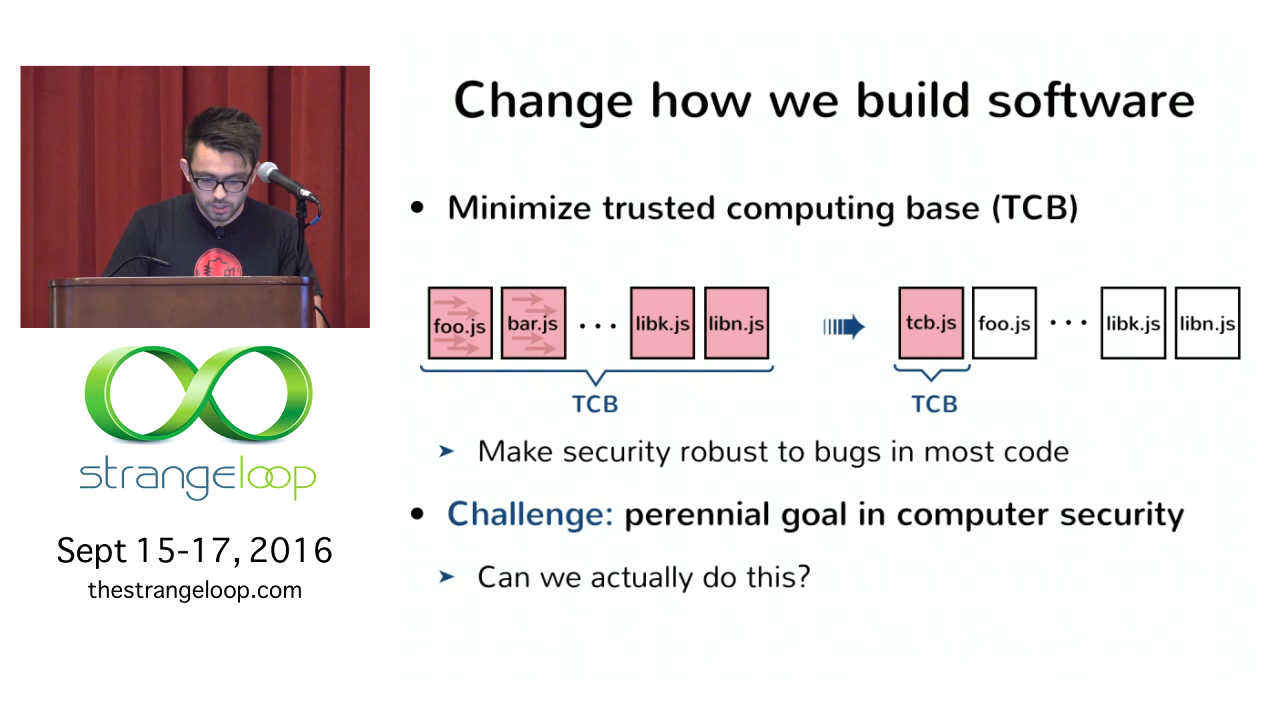 Change how we build software
• Minimize trusted computing base (TCB)
foo.js bar.js ... libk.js libn.js tcb.js foo.js ... libk.js libn.js
TCB TCB
➤ Make security robust to bugs in most code
• Challenge: perennial goal in computer security
➤ Can we actually do this?
strangeloop
Sept 15-17, 2016
thestrangeloop.com